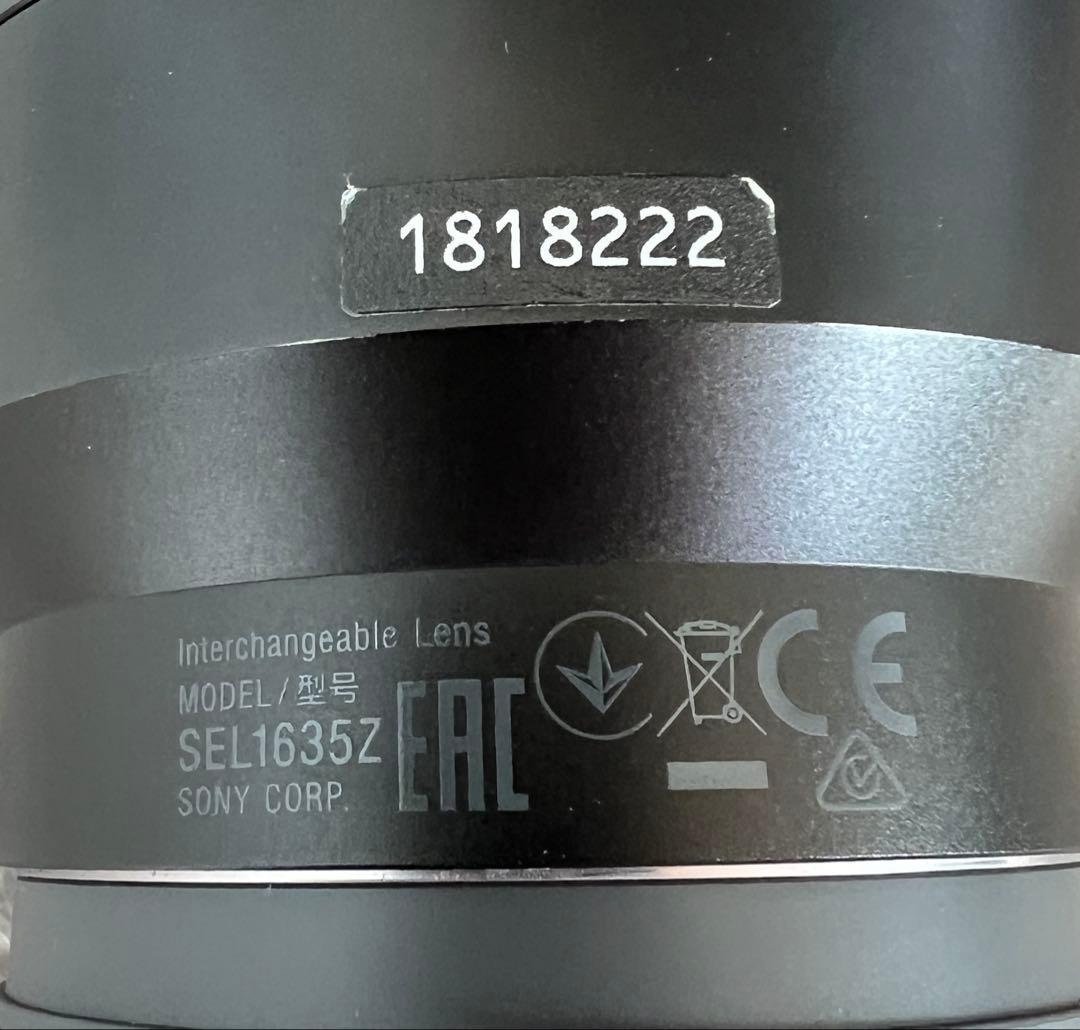 1818222
Interchangeable Lens
MODEL/型号
SEL1635Z
SONY CORP.
EAC
CE